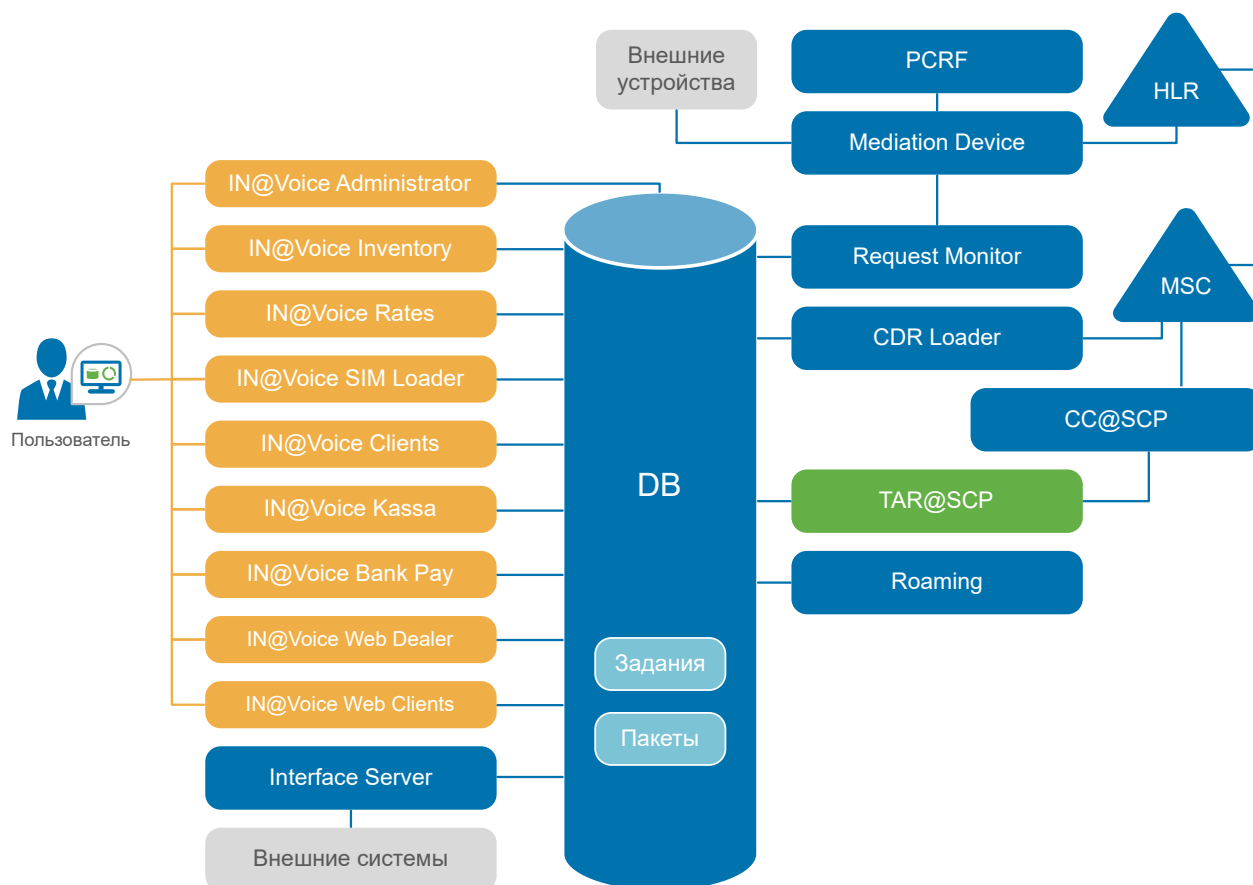 Внешние
устройства
PCRF
HLR
Mediation Device
IN@Voice Administrator
IN@Voice Inventory
Request Monitor
MSC
IN@Voice Rates
CDR Loader
IN@Voice SIM Loader
Пользователь
IN@Voice Clients
CC@SCP
DB
IN@Voice Kassa
TAR@SCP
IN@Voice Bank Pay
Roaming
IN@Voice Web Dealer
Задания
IN@Voice Web Clients
Пакеты
Interface Server
Внешние системы